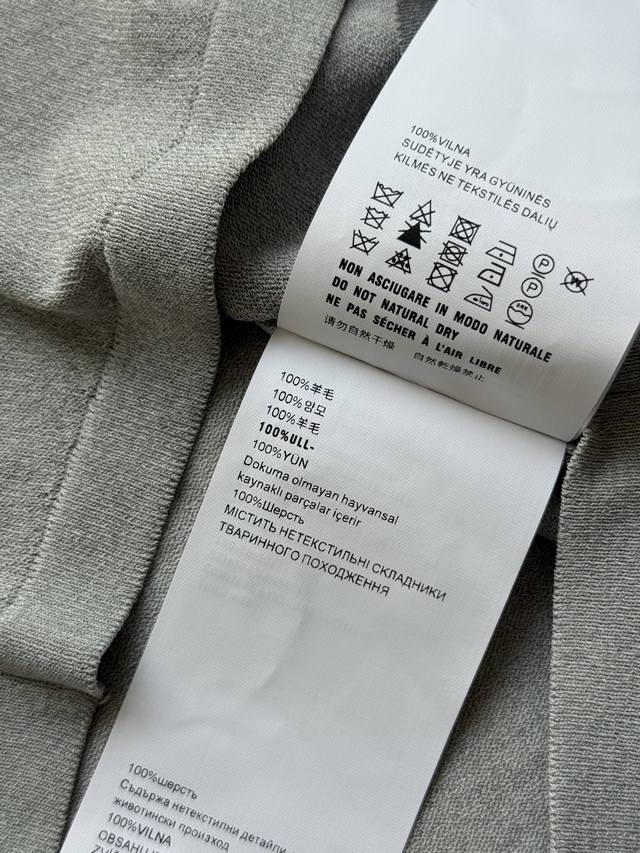 100%VILNA
SUDĖTYJE YRA GYŪNINĖS
KILMĖS NE TEKSTILĖS DALIŲ
P
P
NON ASCIUGARE IN MODO NATURALE
DO NOT NATURAL DRY
NE PAS SÉCHER À L'AIR LIBRE
请勿自然干燥 自然乾燥禁止
100%羊毛
100%양모
100%羊毛
100%ULL-
100%YÜN
Dokuma olmayan hayvansal
kaynaklı parçalar içerir
100%Шерсть
МІСТИТЬ НЕТЕКСТИЛЬНІ СКЛАДНИКИ
ТВАРИННОГО ПОХОДЖЕННЯ
100%шерсть
Съдържа нетекстилни детайли
животински произход
100%VILNA